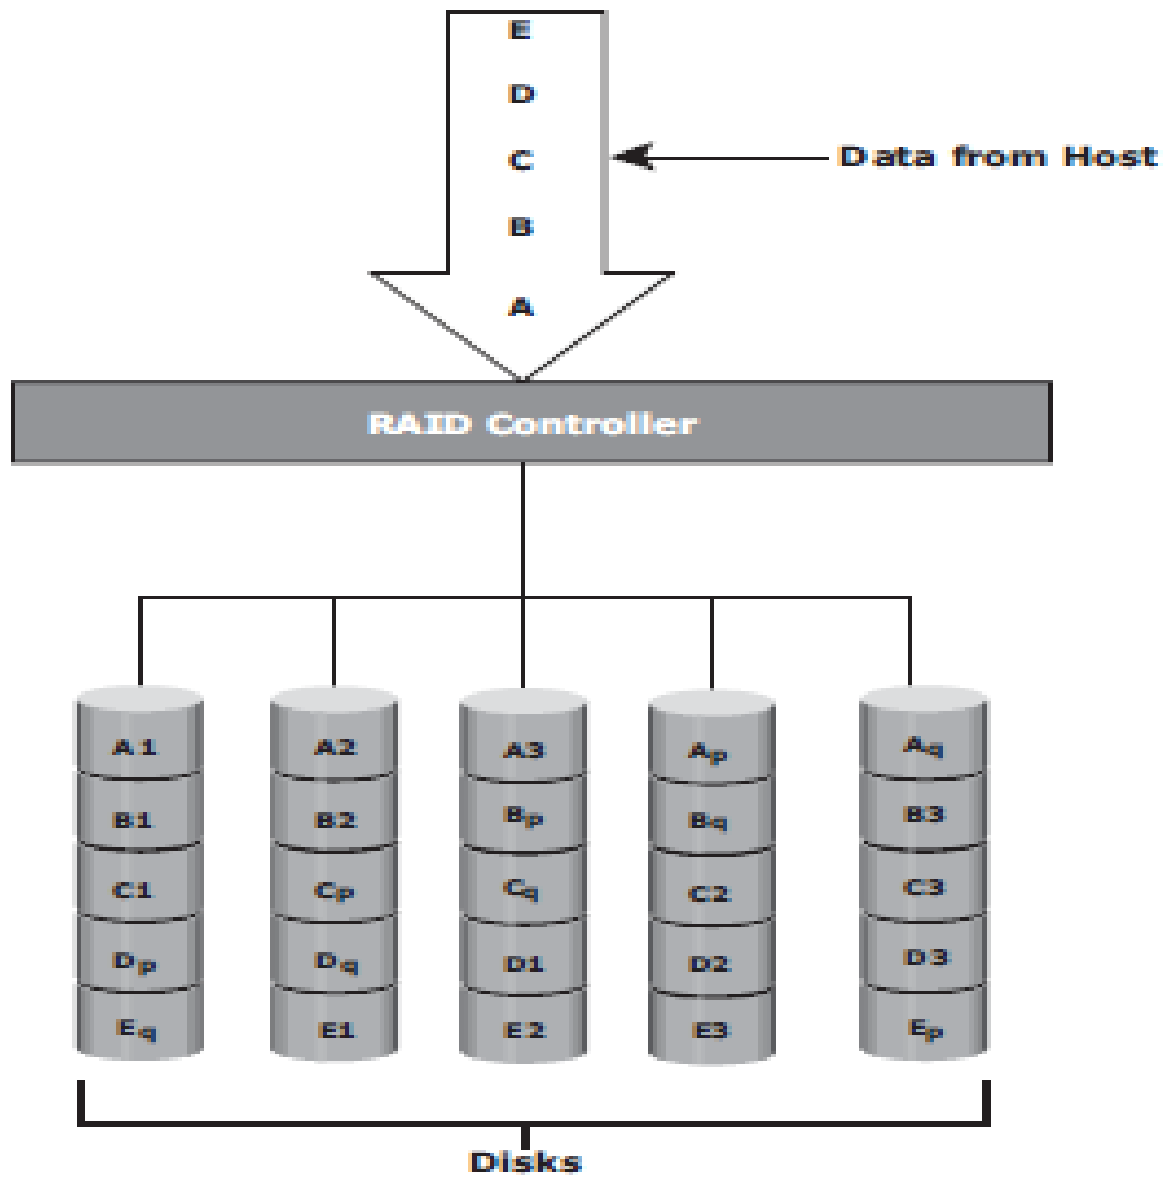 E
D
C
B
A
Data from Host
RAID Controller
A1 A2 A3 Ap Aq
B1 B2 Bp Bq B3
C1 Cp Cq C2 C3
Dp Dq D1 D2 D3
Eq E1 E2 E3 Ep
Disks